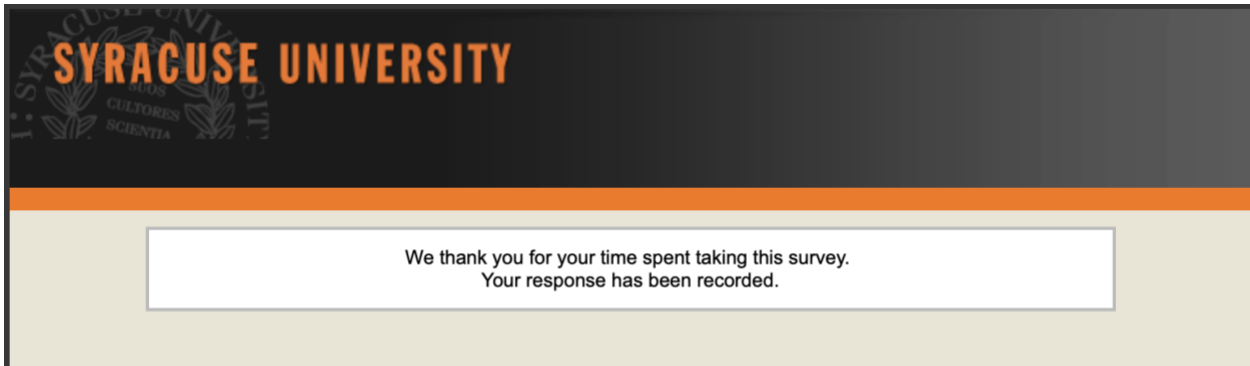 SYRACUSE UNIVERSITY
SUOS
CULTORES
SCIENTIA
We thank you for your time spent taking this survey.
Your response has been recorded.